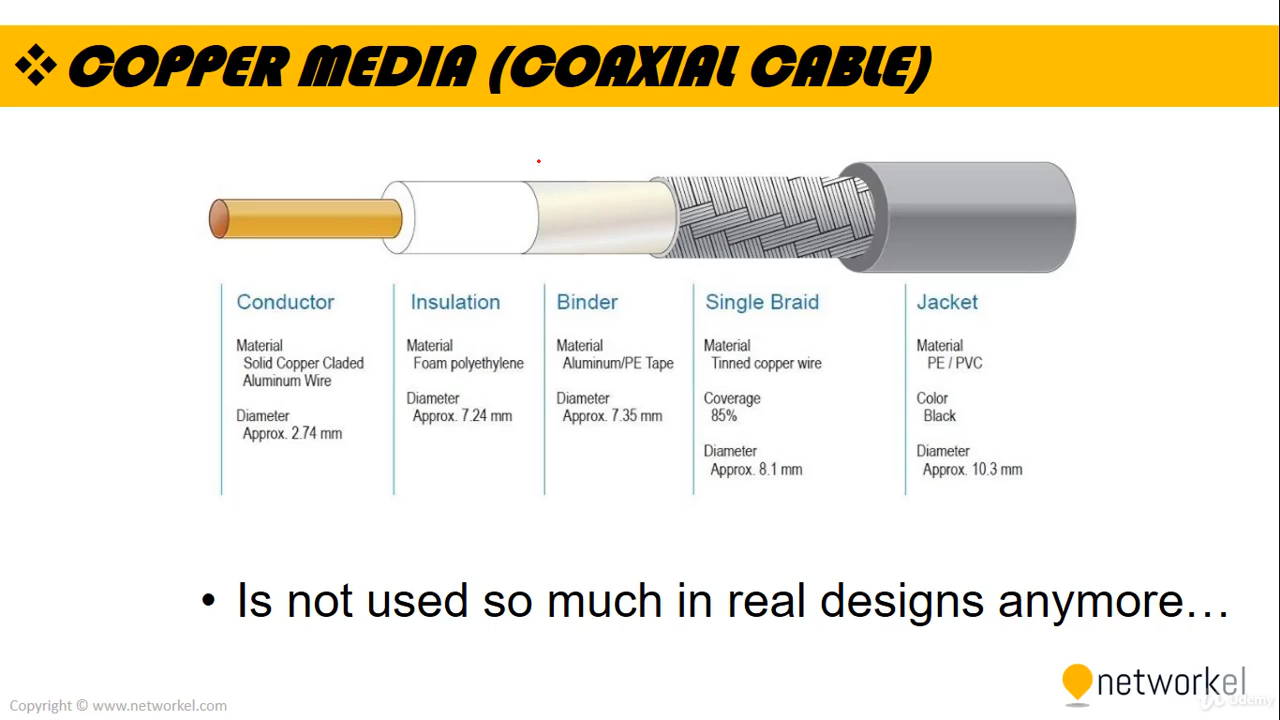 COPPER MEDIA (COAXIAL CABLE)
Conductor
Material
Solid Copper Claded
Aluminum Wire
Diameter
Approx. 2.74 mm
Insulation
Material
Foam polyethylene
Diameter
Approx. 7.24 mm
Binder
Material
Aluminum/PE Tape
Diameter
Approx. 7.35 mm
Single Braid
Material
Tinned copper wire
Coverage
85%
Diameter
Approx. 8.1 mm
Jacket
Material
PE / PVC
Color
Black
Diameter
Approx. 10.3 mm
• Is not used so much in real designs anymore…
networkel
Udemy
Copyright © www.networkel.com